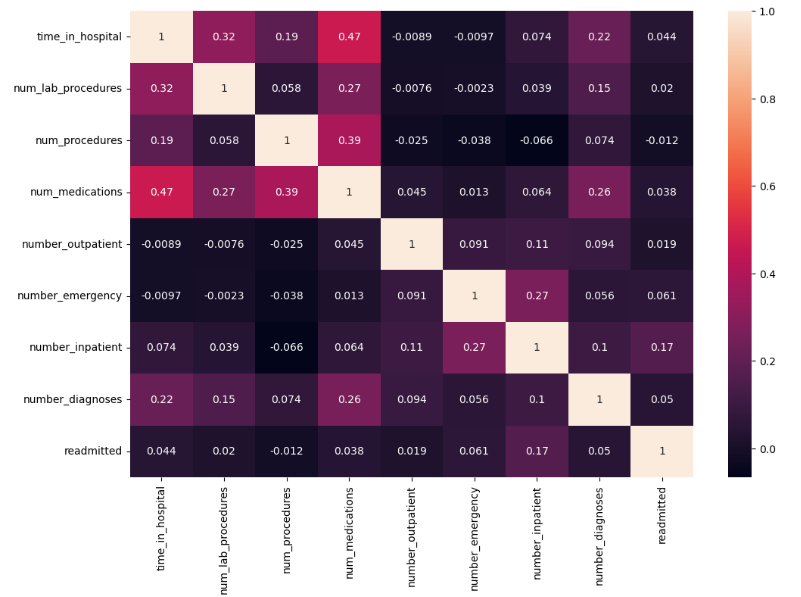 time_in_hospital 1 0.32 0.19 0.47 -0.0089 -0.0097 0.074 0.22 0.044
num_lab_procedures 0.32 1 0.058 0.27 -0.0076 -0.0023 0.039 0.15 0.02
num_procedures 0.19 0.058 1 0.39 -0.025 -0.038 -0.066 0.074 -0.012
num_medications 0.47 0.27 0.39 1 0.045 0.013 0.064 0.26 0.038
number_outpatient -0.0089 -0.0076 -0.025 0.045 1 0.091 0.11 0.094 0.019
number_emergency -0.0097 -0.0023 -0.038 0.013 0.091 1 0.27 0.056 0.061
number_inpatient 0.074 0.039 -0.066 0.064 0.11 0.27 1 0.1 0.17
number_diagnoses 0.22 0.15 0.074 0.26 0.094 0.056 0.1 1 0.05
readmitted 0.044 0.02 -0.012 0.038 0.019 0.061 0.17 0.05 1
time_in_hospital
num_lab_procedures
num_procedures
num_medications
number_outpatient
number_emergency
number_inpatient
number_diagnoses
readmitted
1.0
0.8
0.6
0.4
0.2
0.0